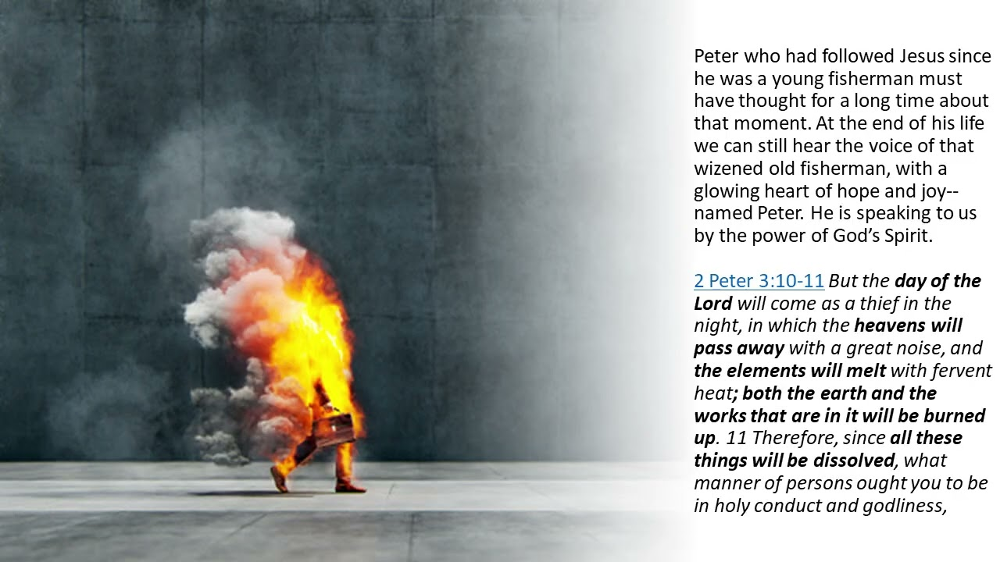 Peter who had followed Jesus since
he was a young fisherman must
have thought for a long time about
that moment. At the end of his life
we can still hear the voice of that
wizened old fisherman, with a
glowing heart of hope and joy--
named Peter. He is speaking to us
by the power of God’s Spirit.
2 Peter 3:10-11 But the day of the
Lord will come as a thief in the
night, in which the heavens will
pass away with a great noise, and
the elements will melt with fervent
heat; both the earth and the
works that are in it will be burned
up. 11 Therefore, since all these
things will be dissolved, what
manner of persons ought you to be
in holy conduct and godliness,